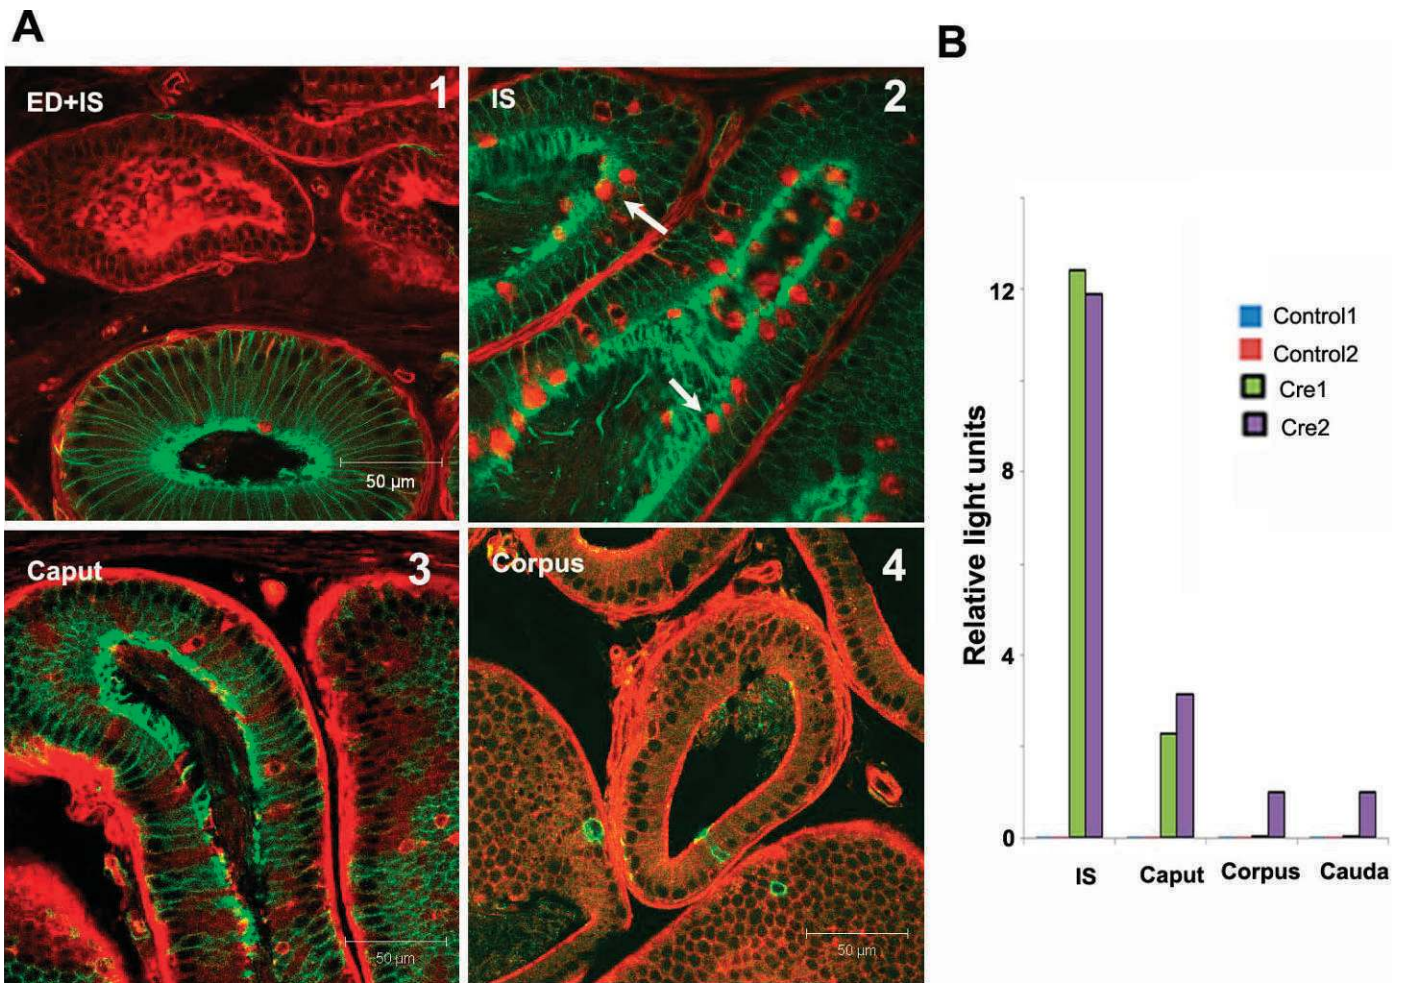 A
B
ED+IS
1
IS
2
50 µm
Caput
3
Corpus
4
50 µm
50 µm
Relative light units
12
8
4
0
Control1
Control2
Cre1
Cre2
IS
Caput
Corpus
Cauda